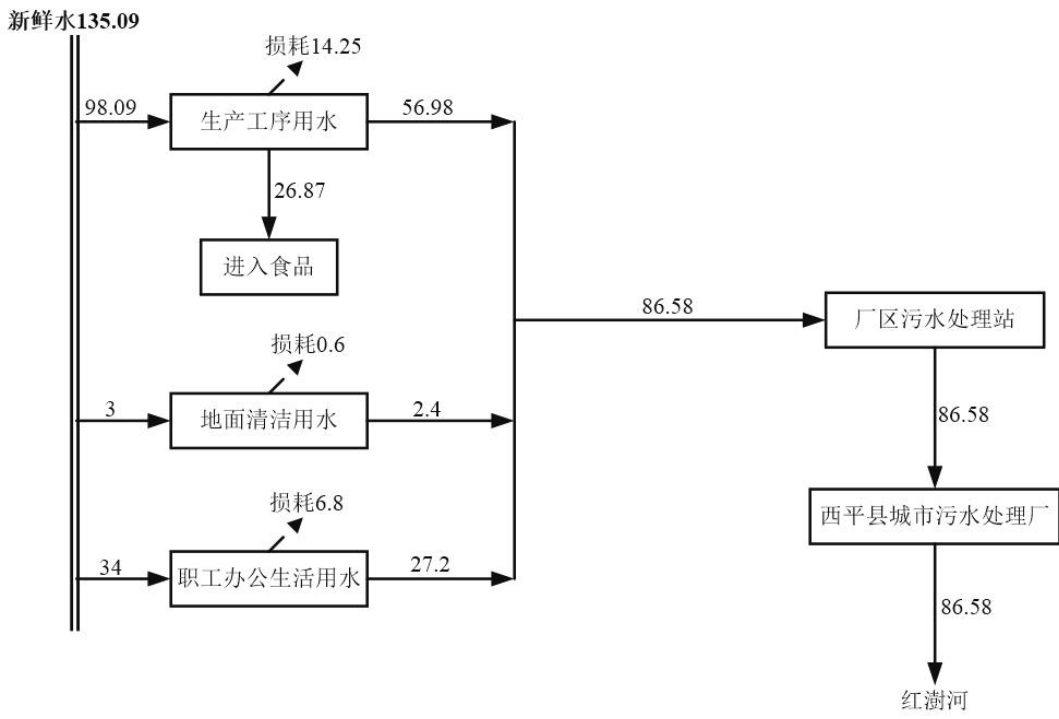 新鲜水135.09
损耗14.25
98.09
生产工序用水
56.98
26.87
进入食品
86.58
厂区污水处理站
损耗0.6
3
地面清洁用水
2.4
86.58
损耗6.8
西平县城市污水处理厂
34
职工办公生活用水
27.2
86.58
红澍河